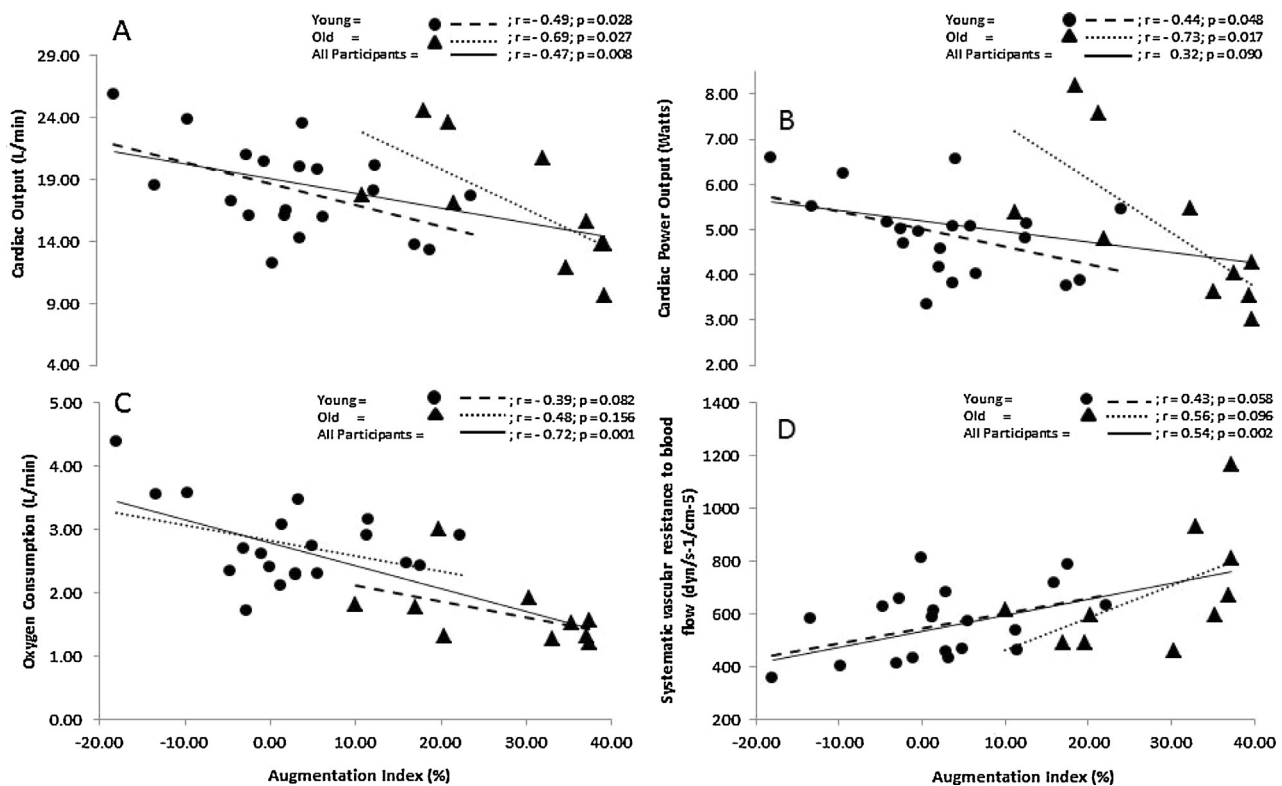 A
Young = ; r = - 0.49; p = 0.028
Old = ; r = - 0.69; p = 0.027
All Participants = ; r = - 0.47; p = 0.008
Cardiac Output (L/min)
29.00
24.00
19.00
14.00
9.00
4.00
B
Young = ; r = - 0.44; p = 0.048
Old = ; r = - 0.73; p = 0.017
All Participants = ; r = 0.32; p = 0.090
Cardiac Power Output (Watts)
8.00
7.00
6.00
5.00
4.00
3.00
2.00
C
Young = ; r = - 0.39; p = 0.082
Old = ; r = - 0.48; p = 0.156
All Participants = ; r = - 0.72; p = 0.001
Oxygen Consumption (L/min)
5.00
4.00
3.00
2.00
1.00
0.00
-20.00 -10.00 0.00 10.00 20.00 30.00 40.00
Augmentation Index (%)
D
Young = ; r = 0.43; p = 0.058
Old = ; r = 0.56; p = 0.096
All Participants = ; r = 0.54; p = 0.002
Systematic vascular resistance to blood
flow (dyn/s-1/cm-5)
1400
1200
1000
800
600
400
200
-20.00 -10.00 0.00 10.00 20.00 30.00 40.00
Augmentation Index (%)